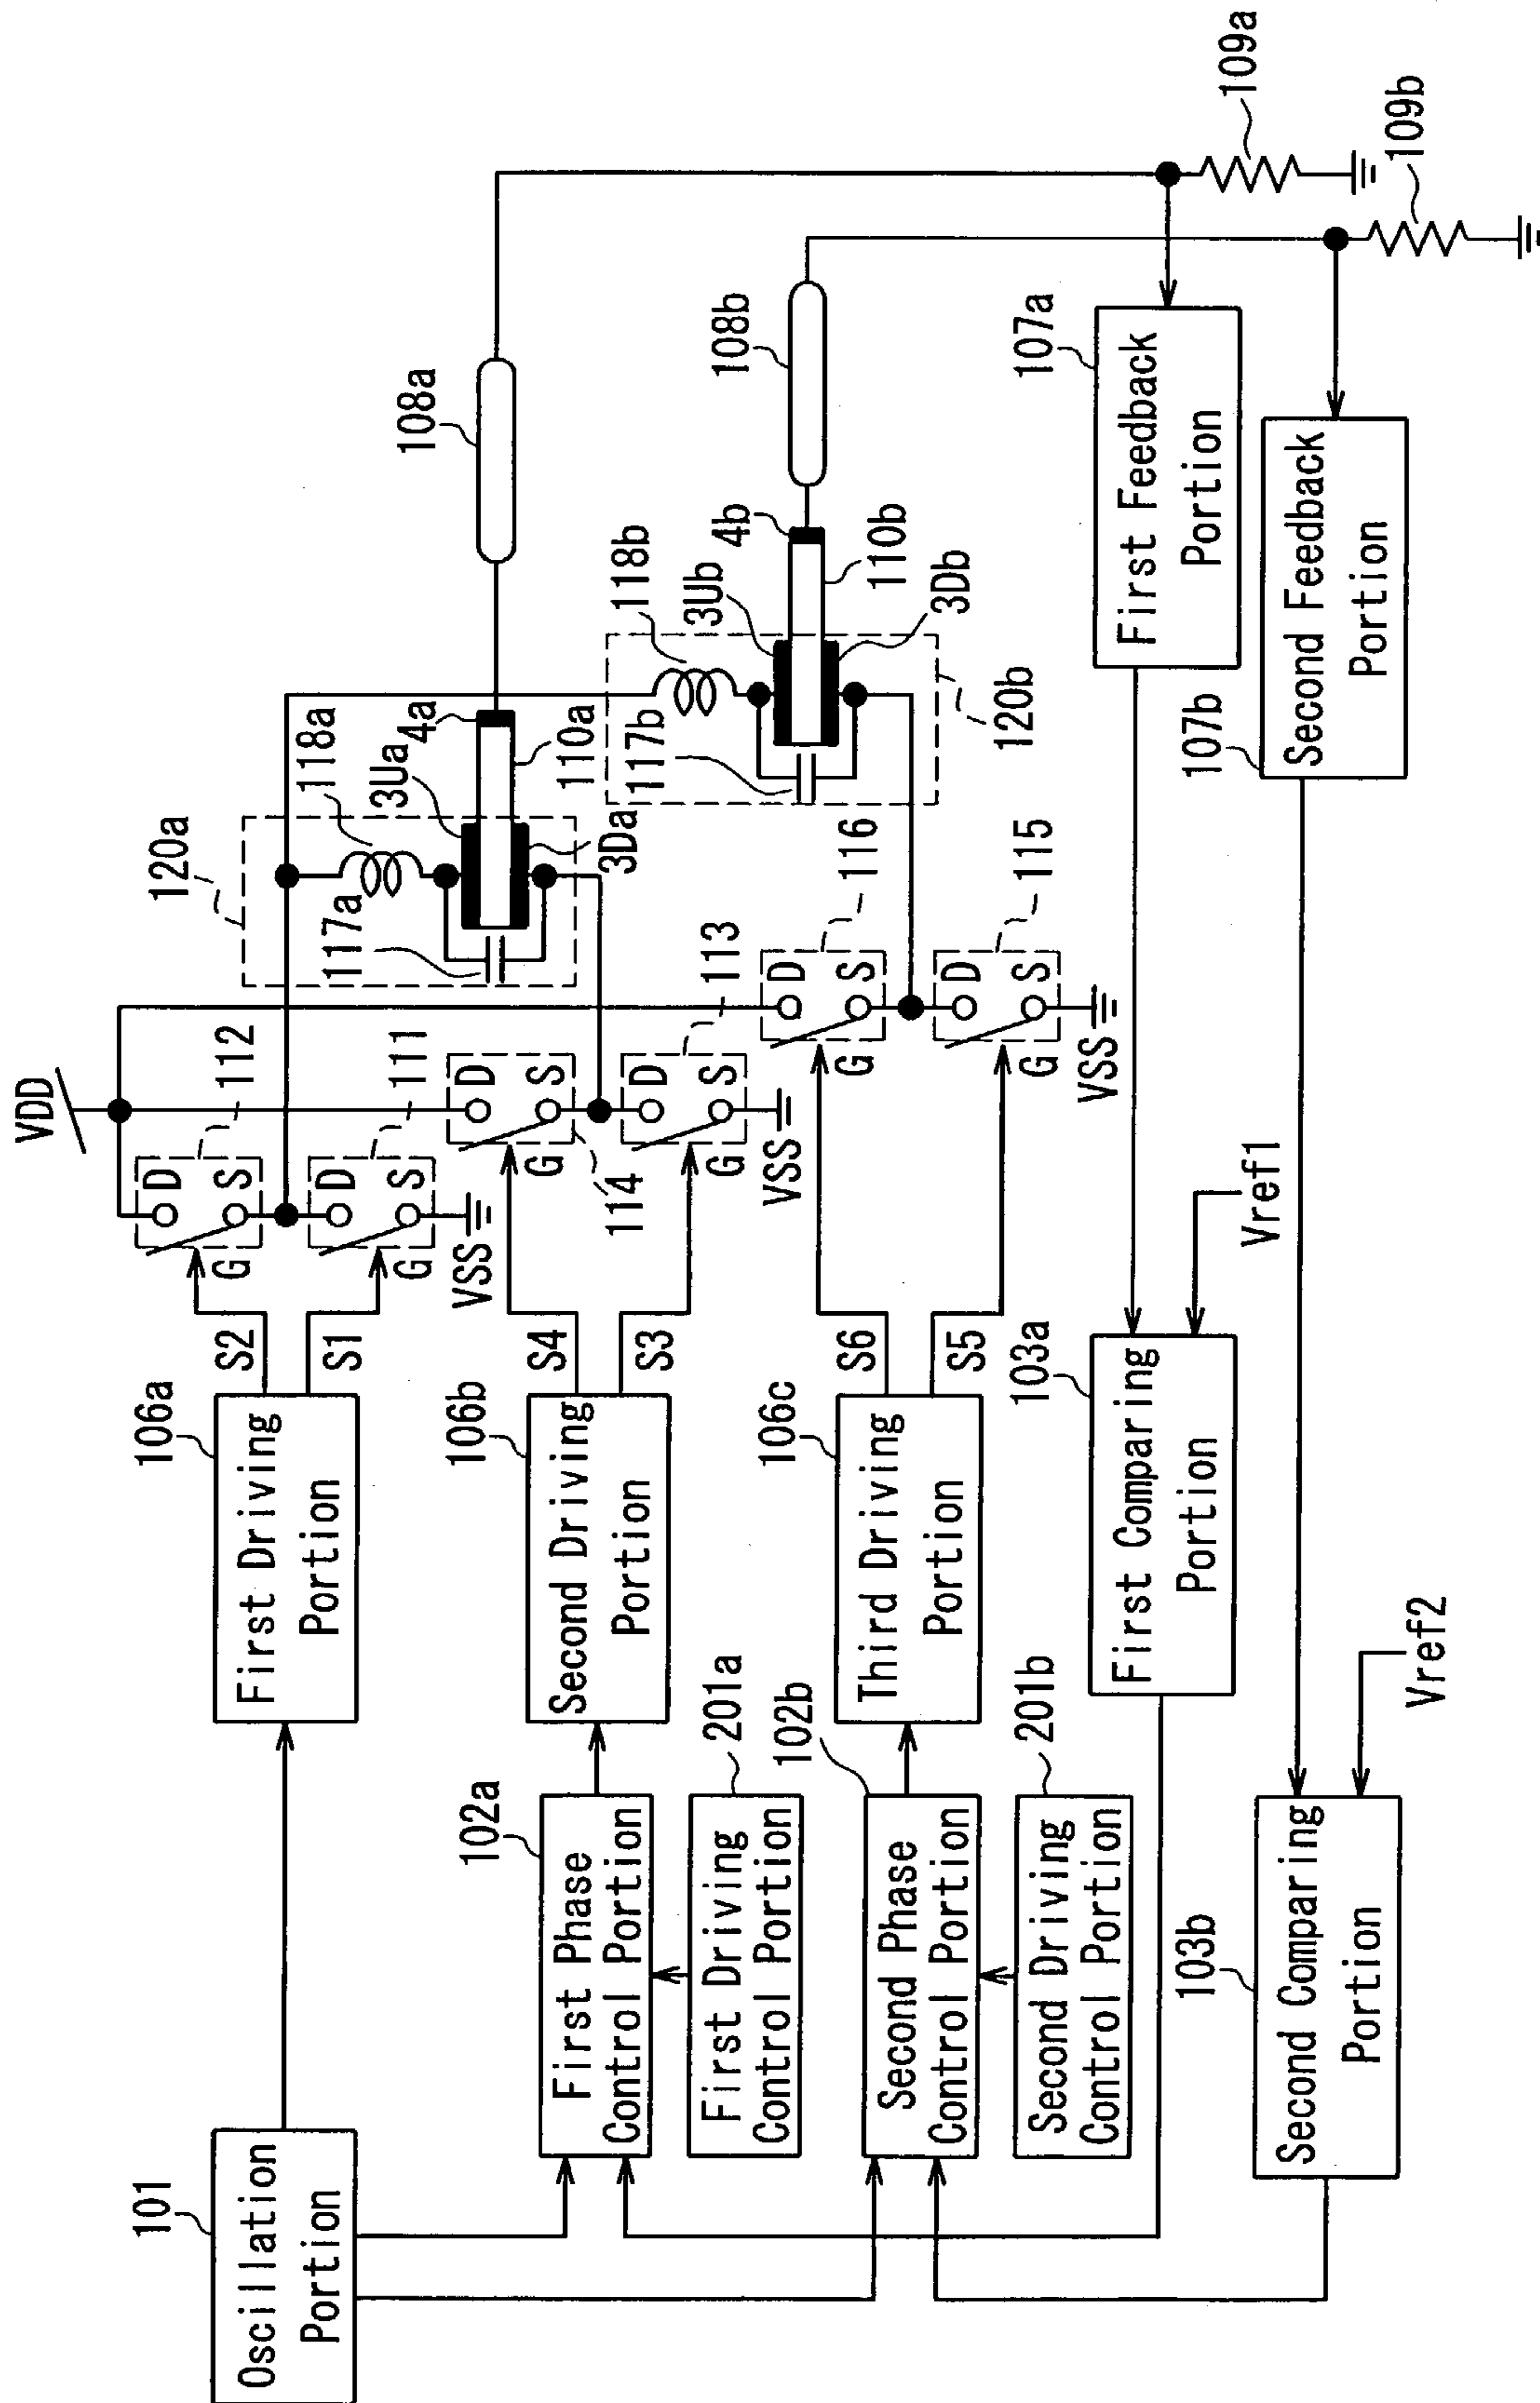 101
Oscillation
Portion
106a
First Driving
Portion
S2
S1
VDD
D
S
G
112
D
S
G
111
VSS
102a
First Phase
Control Portion
201a
First Driving
Control Portion
106b
Second Driving
Portion
S4
S3
D
S
G
114
D
S
G
113
VSS
102b
Second Phase
Control Portion
201b
Second Driving
Control Portion
106c
Third Driving
Portion
S6
S5
D
S
G
116
D
S
G
115
VSS
120a
117a
118a
3Ua
3Da
4a
110a
108a
117b
118b
3Ub
3Db
4b
110b
120b
108b
103a
First Comparing
Portion
Vref1
107a
First Feedback
Portion
109a
103b
Second Comparing
Portion
Vref2
107b
Second Feedback
Portion
109b